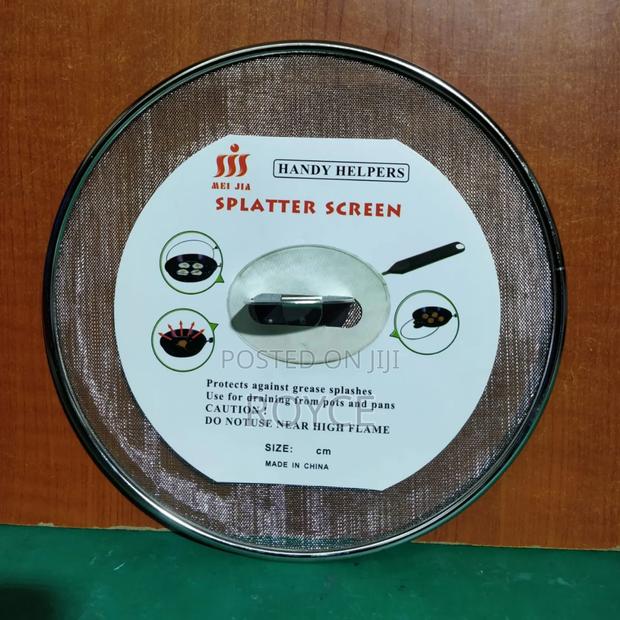 MEI JIA
HANDY HELPERS
SPLATTER SCREEN
POSTED ON JIJI
Protects against grease splashes
Use for draining from pots and pans
CAUTION:
ROYCE
DO NOTUSE NEAR HIGH FLAME
SIZE: cm
MADE IN CHINA